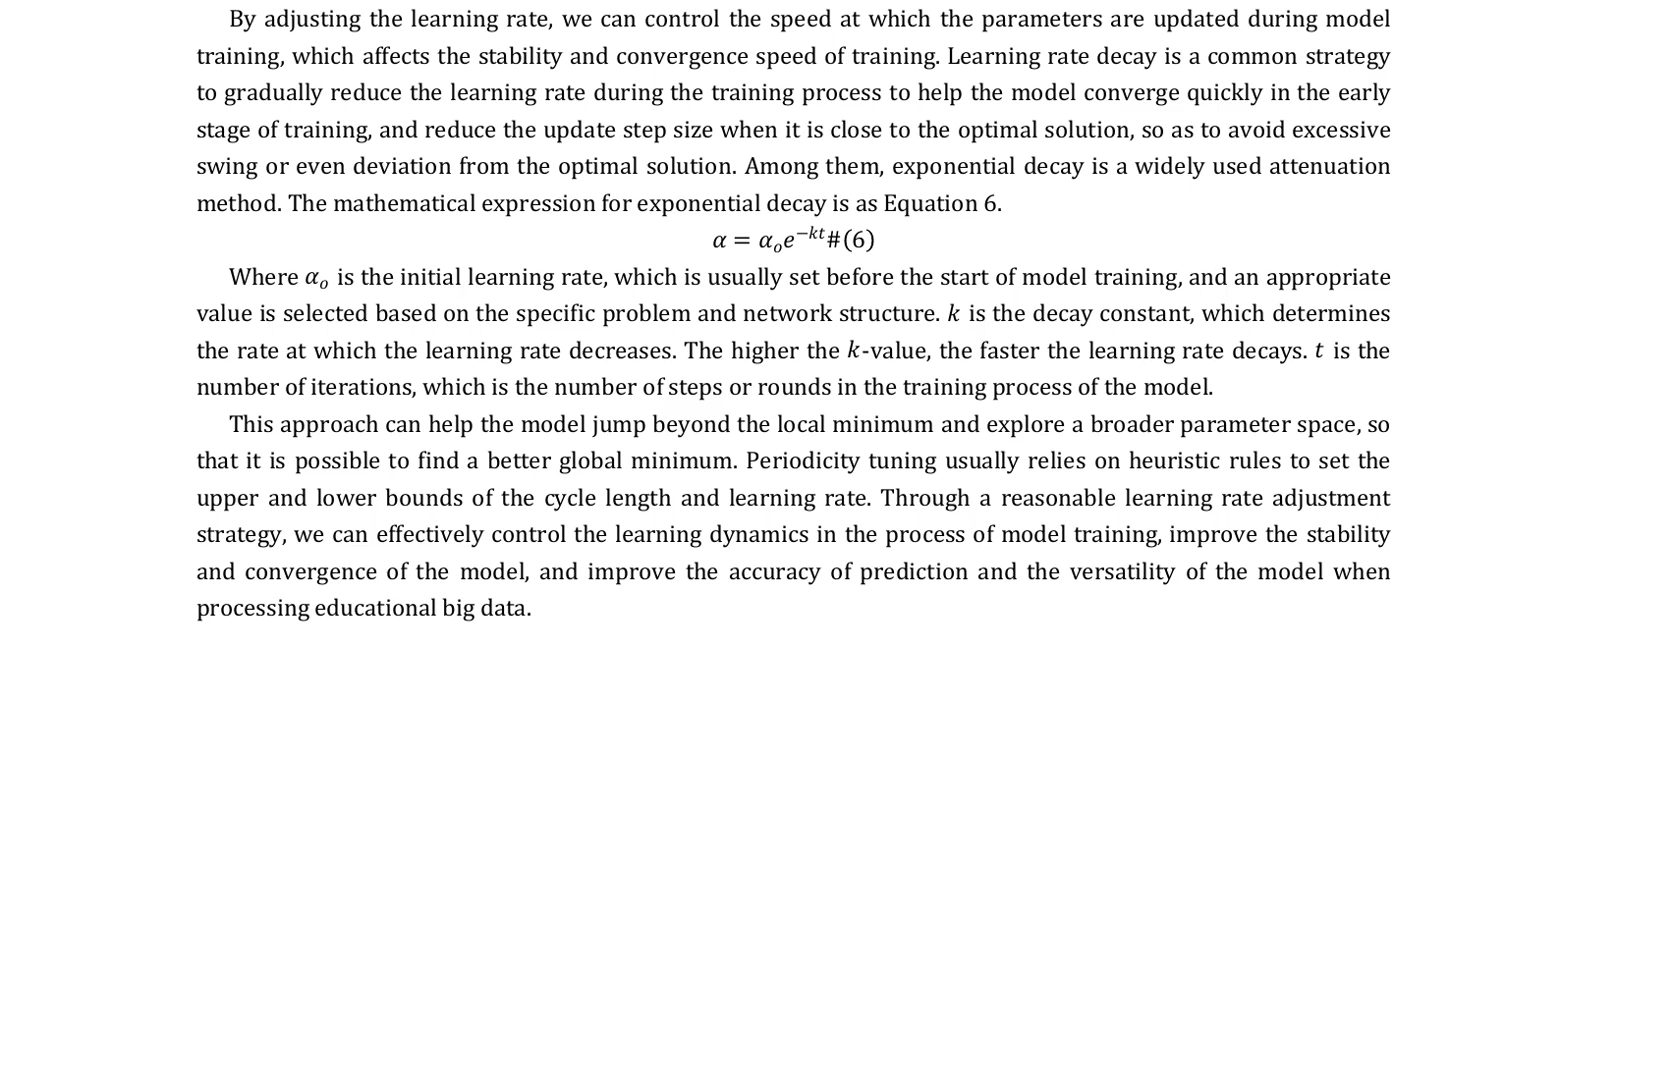 By adjusting the learning rate, we can control the speed at which the parameters are updated during model
training, which affects the stability and convergence speed of training. Learning rate decay is a common strategy
to gradually reduce the learning rate during the training process to help the model converge quickly in the early
stage of training, and reduce the update step size when it is close to the optimal solution, so as to avoid excessive
swing or even deviation from the optimal solution. Among them, exponential decay is a widely used attenuation
method. The mathematical expression for exponential decay is as Equation 6.
α = αₒe⁻ᵏᵗ#(6)
Where αₒ is the initial learning rate, which is usually set before the start of model training, and an appropriate
value is selected based on the specific problem and network structure. k is the decay constant, which determines
the rate at which the learning rate decreases. The higher the k-value, the faster the learning rate decays. t is the
number of iterations, which is the number of steps or rounds in the training process of the model.
This approach can help the model jump beyond the local minimum and explore a broader parameter space, so
that it is possible to find a better global minimum. Periodicity tuning usually relies on heuristic rules to set the
upper and lower bounds of the cycle length and learning rate. Through a reasonable learning rate adjustment
strategy, we can effectively control the learning dynamics in the process of model training, improve the stability
and convergence of the model, and improve the accuracy of prediction and the versatility of the model when
processing educational big data.